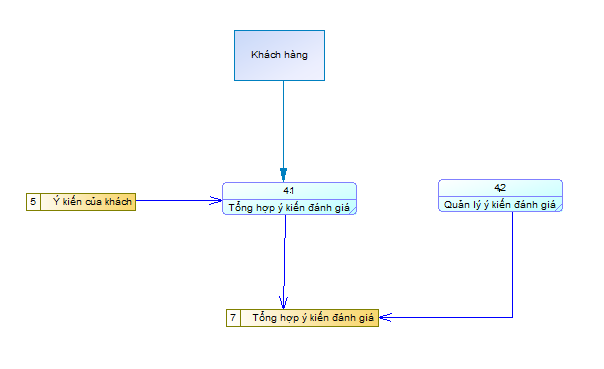 Khách hàng
4.1
Tổng hợp ý kiến đánh giá
4.2
Quản lý ý kiến đánh giá
5 Ý kiến của khách
7 Tổng hợp ý kiến đánh giá